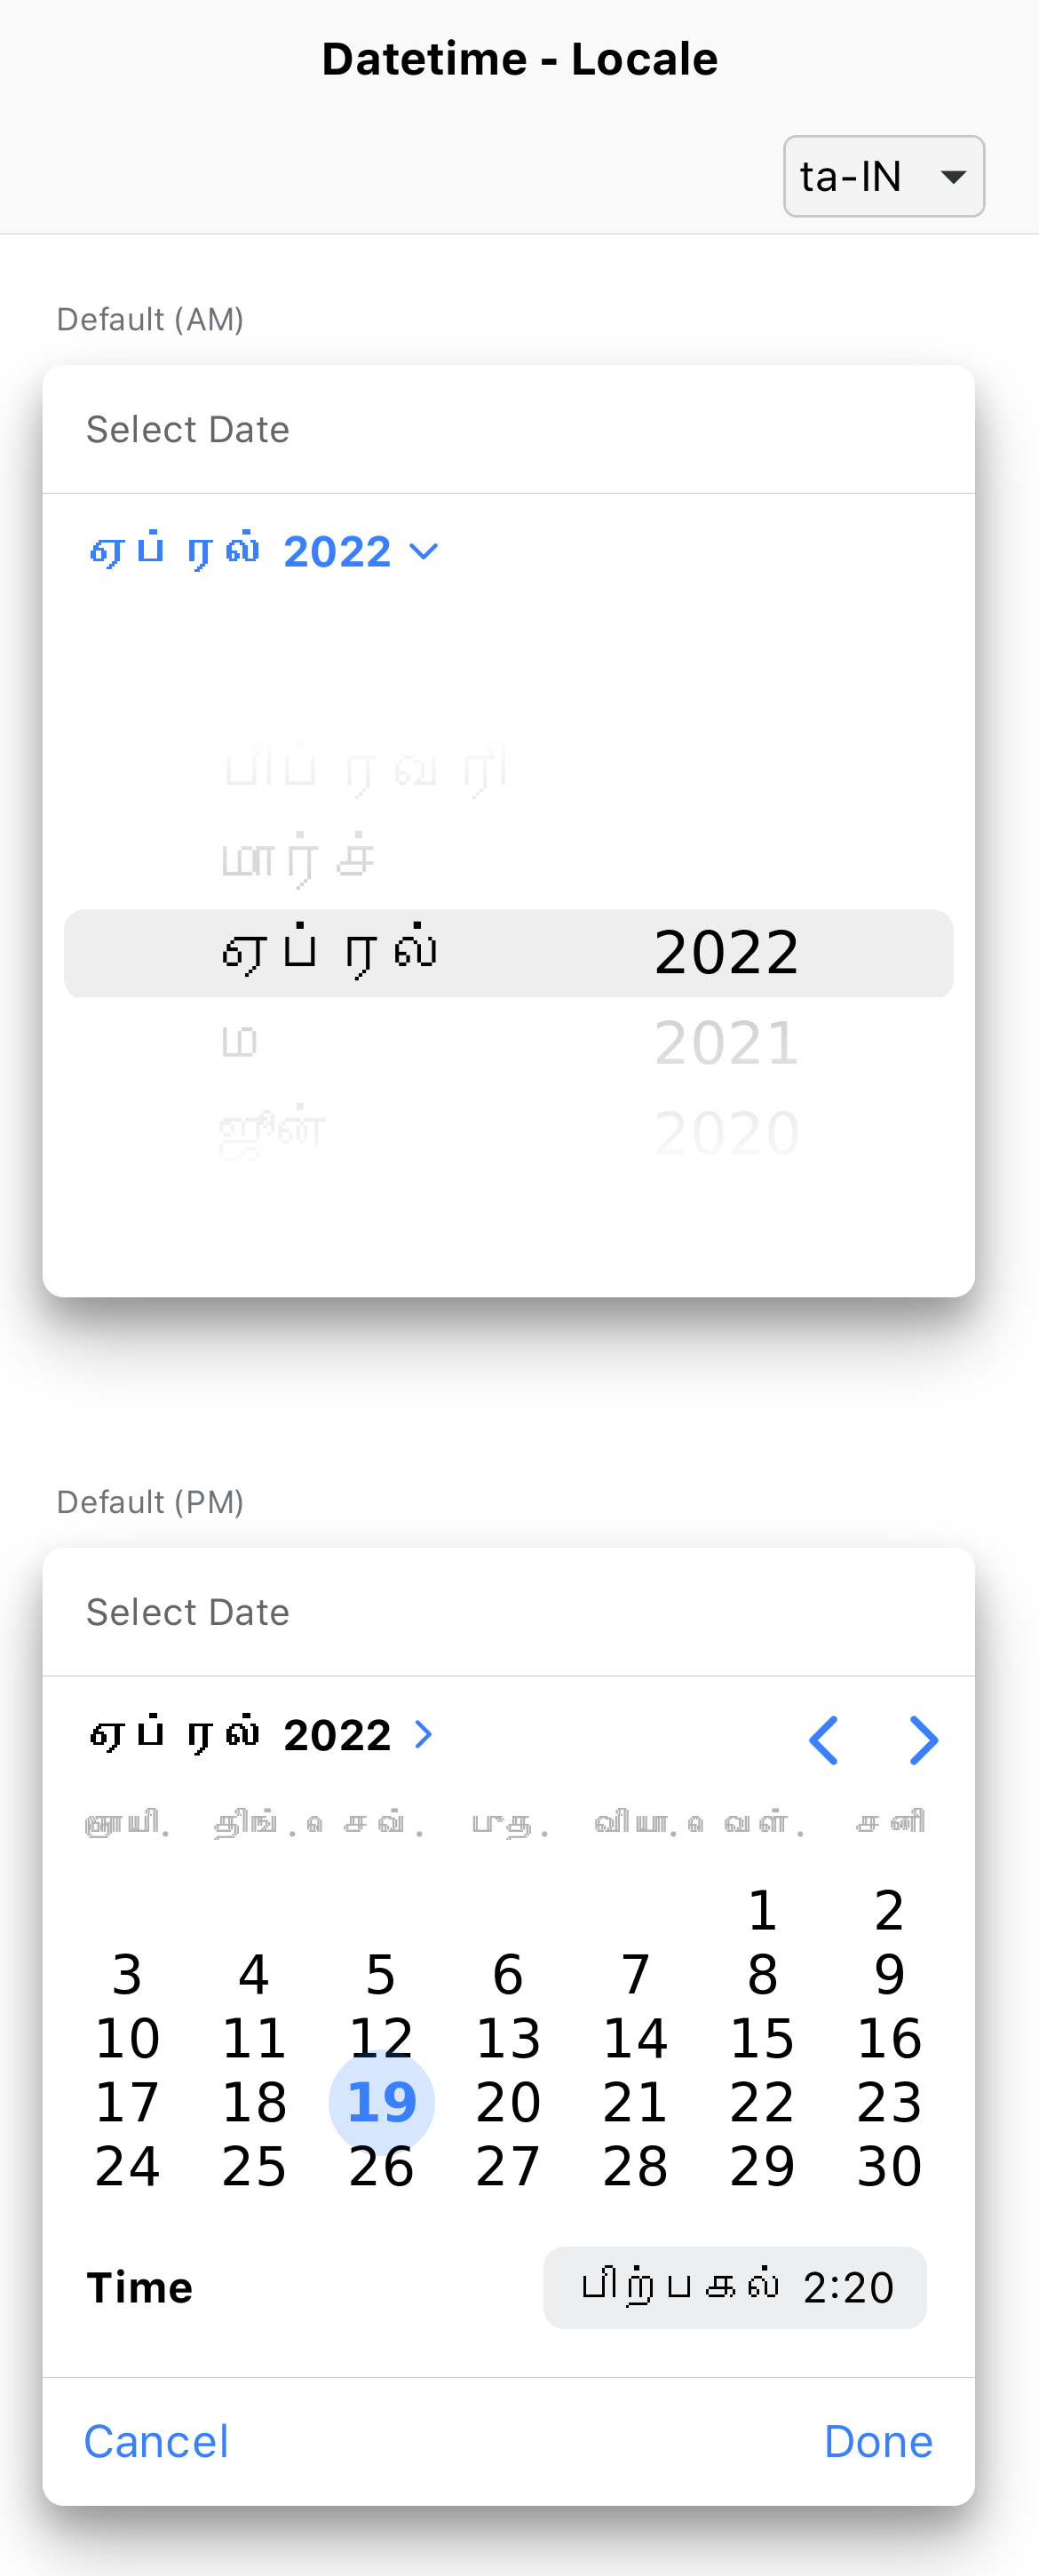 Datetime - Locale
ta-IN
Default (AM)
Select Date
ஏப்ரல் 2022
பிப்ரவரி
மார்ச்
ஏப்ரல் 2022
ம 2021
ஜூன் 2020
Default (PM)
Select Date
ஏப்ரல் 2022
ஞாயி. திங். செவ். புத. வியா. வெள். சனி
1 2
3 4 5 6 7 8 9
10 11 12 13 14 15 16
17 18 19 20 21 22 23
24 25 26 27 28 29 30
Time பிற்பகல் 2:20
Cancel Done